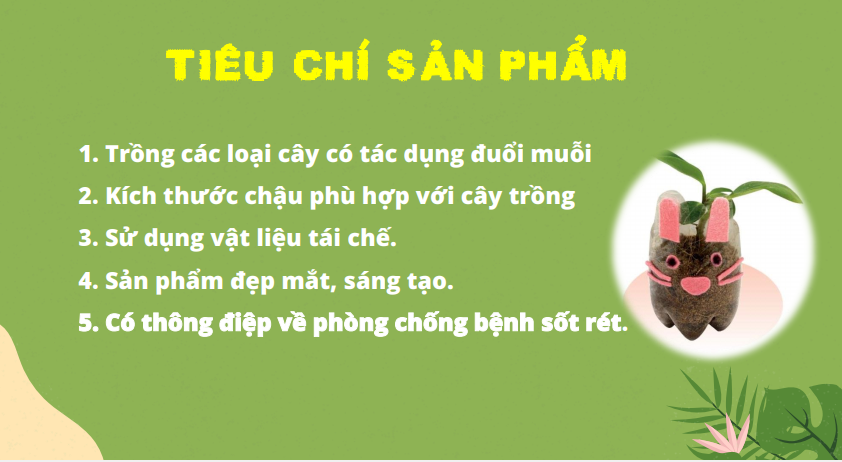 TIÊU CHÍ SẢN PHẨM
1. Trồng các loại cây có tác dụng đuổi muỗi
2. Kích thước chậu phù hợp với cây trồng
3. Sử dụng vật liệu tái chế.
4. Sản phẩm đẹp mắt, sáng tạo.
5. Có thông điệp về phòng chống bệnh sốt rét.